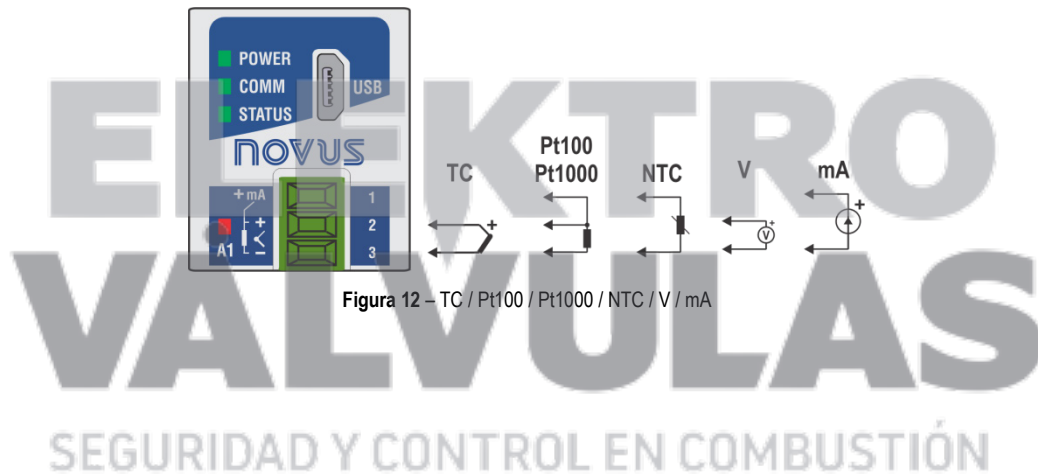 POWER
COMM
USB
STATUS
NOVUS
+ mA
1
+
2
A1
−
3
TC
+
Pt100
Pt1000
NTC
V
+
V
mA
+
Figura 12 – TC / Pt100 / Pt1000 / NTC / V / mA
ELEKTRO
VALVULAS
SEGURIDAD Y CONTROL EN COMBUSTIÓN